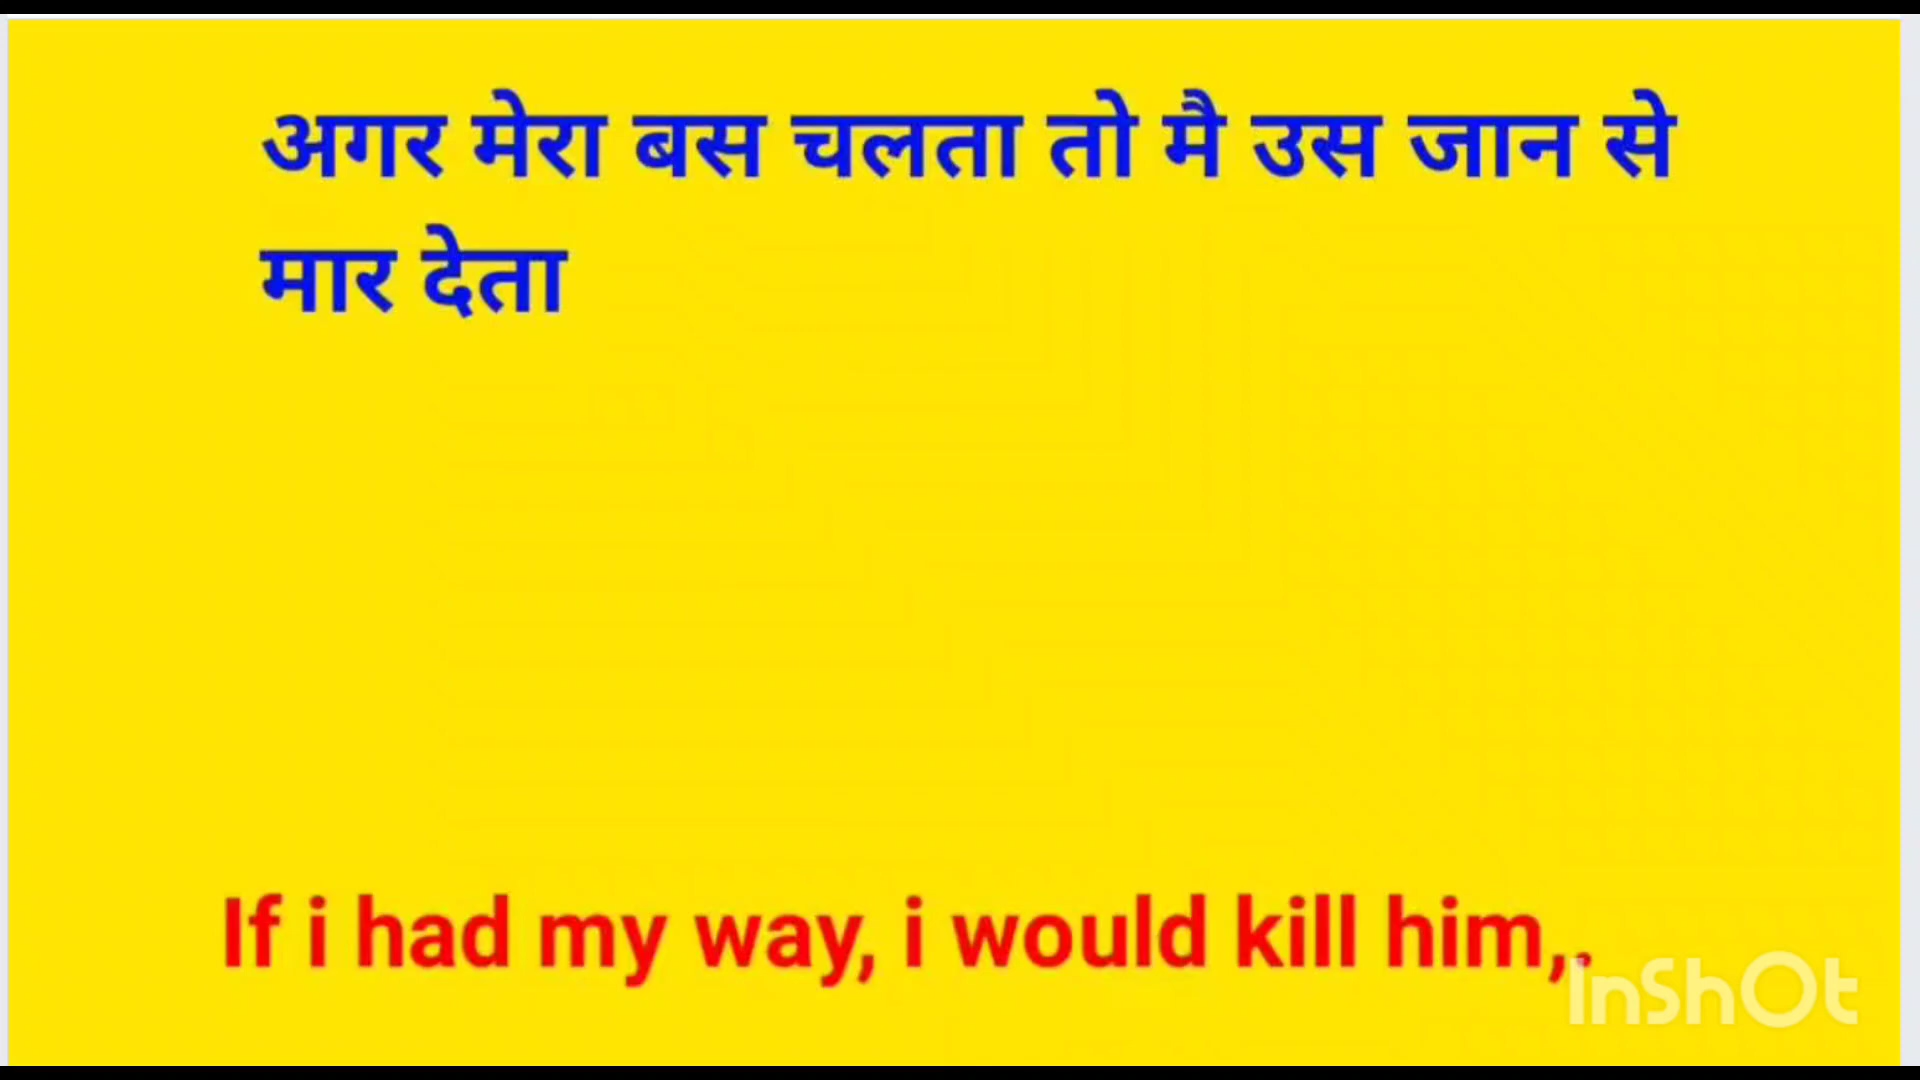 अगर मेरा बस चलता तो मै उस जान से
मार देता
If i had my way, i would kill him,.
InShOt